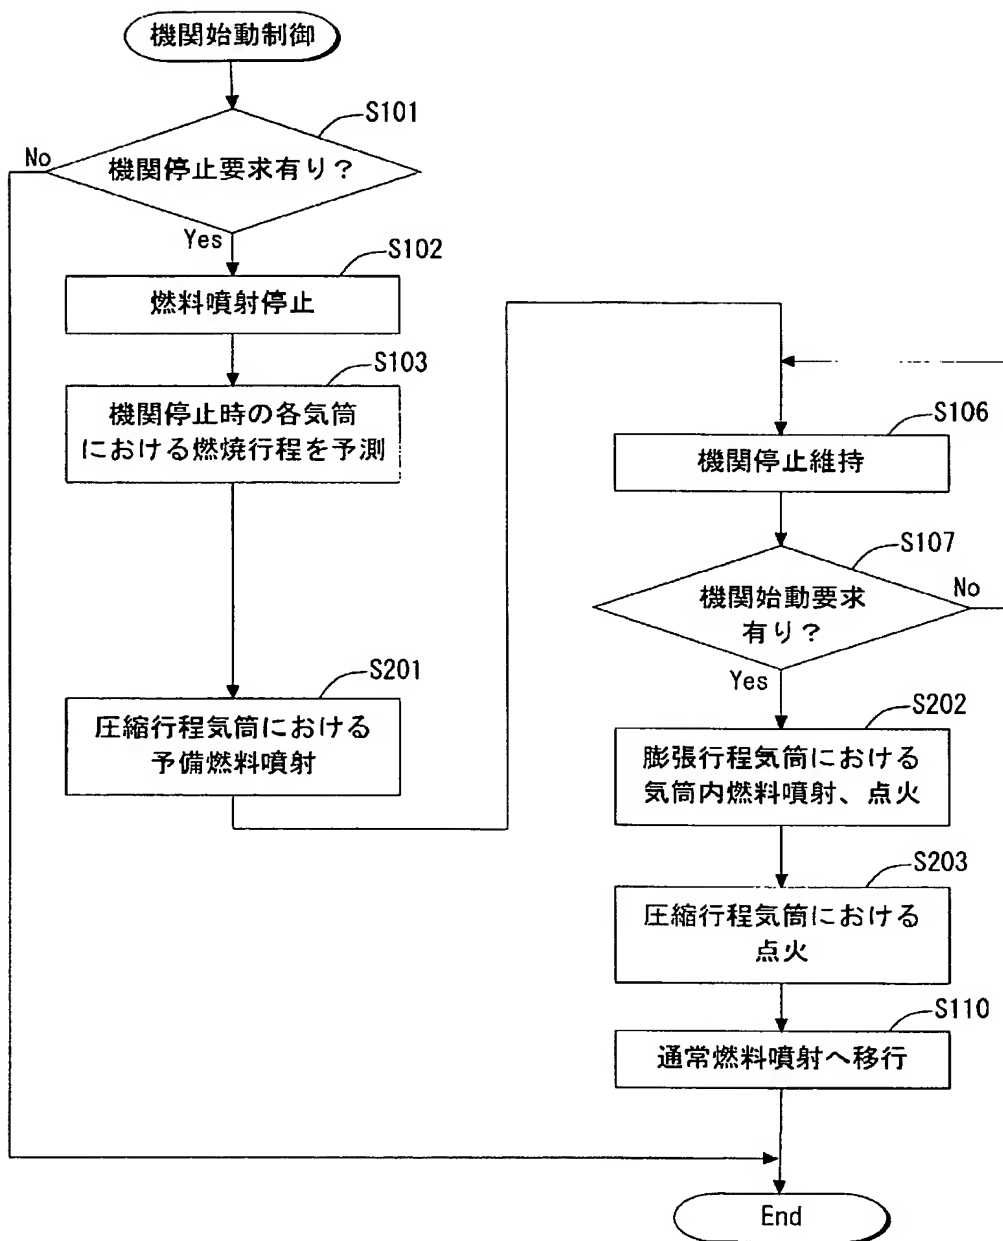 機関始動制御
S101
No
機関停止要求有り？
Yes
S102
燃料噴射停止
S103
機関停止時の各気筒
における燃焼行程を予測
S201
圧縮行程気筒における
予備燃料噴射
S106
機関停止維持
S107
機関始動要求
有り？
No
Yes
S202
膨張行程気筒における
気筒内燃料噴射、点火
S203
圧縮行程気筒における
点火
S110
通常燃料噴射へ移行
End